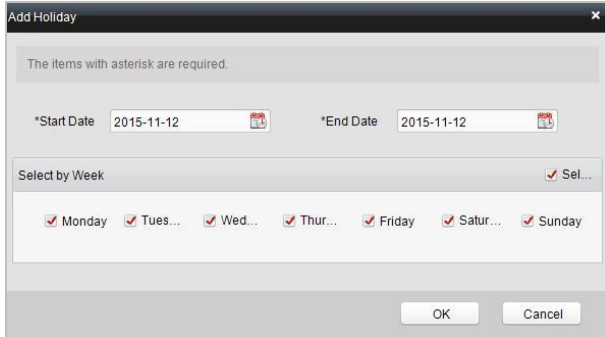 Add Holiday
The items with asterisk are required.
*Start Date 2015-11-12 *End Date 2015-11-12
Select by Week Sel...
Monday Tues... Wed... Thur... Friday Satur... Sunday
OK Cancel